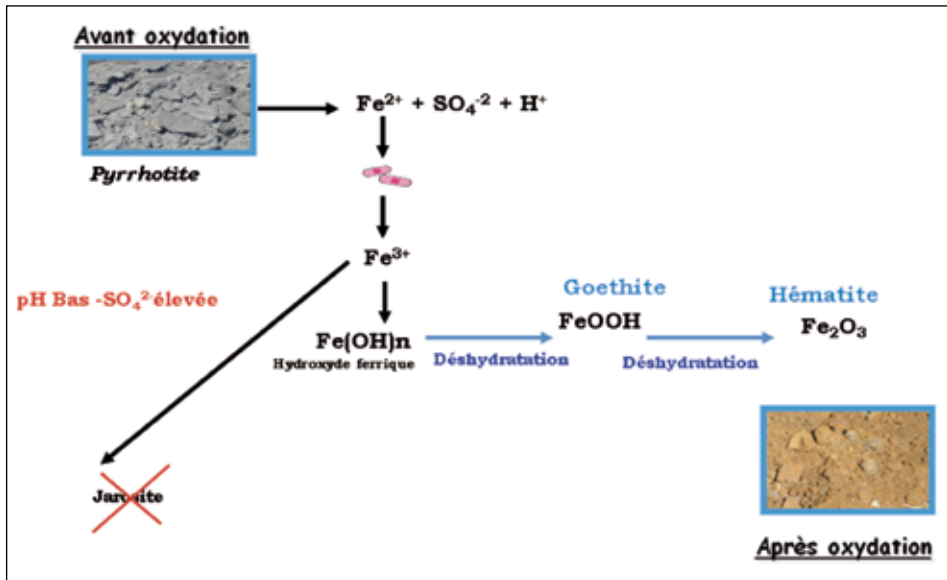 Avant oxydation
Fe²⁺ + SO₄⁻² + H⁺
Pyrrhotite
Fe³⁺
pH Bas -SO₄²⁻élevée
Goethite
Hématite
FeOOH
Fe₂O₃
Fe(OH)n
Hydroxyde ferrique
Déshydratation
Déshydratation
Jarosite
Après oxydation